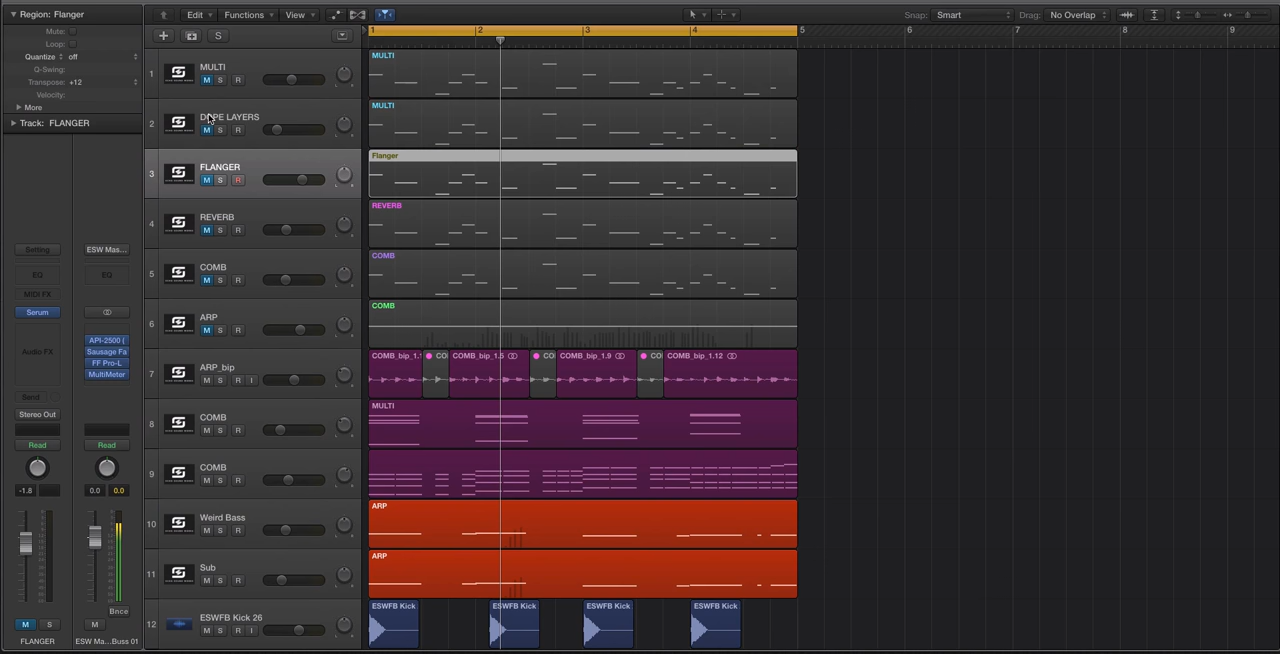 Region: Flanger
Mute:
Loop:
Quantize off
Q-Swing:
Transpose: +12
Velocity:
More
Track: FLANGER
Edit Functions View
Snap: Smart Drag: No Overlap
S
1 2 3 4 5 6 7 8 9
1 MULTI
M S R
MULTI
2 DOPE LAYERS
M S R
MULTI
3 FLANGER
M S R
Flanger
4 REVERB
M S R
REVERB
5 COMB
M S R
COMB
6 ARP
M S R
COMB
7 ARP_bip
M S R I
COMB_bip_1.1 CO COMB_bip_1.5 CO COMB_bip_1.9 CO COMB_bip_1.12
8 COMB
M S R
MULTI
9 COMB
M S R
10 Weird Bass
M S R
ARP
11 Sub
M S R
ARP
12 ESWFB Kick 26
M S R I
ESWFB Kick ESWFB Kick ESWFB Kick ESWFB Kick
Setting ESW Mas...
EQ EQ
MIDI FX
Serum
Audio FX
API-2500 (
Sausage Fa
FF Pro-L
MultiMeter
Send
Stereo Out
Read Read
-1.8 0.0 0.0
Bnce
M S M
FLANGER ESW Ma...Buss 01